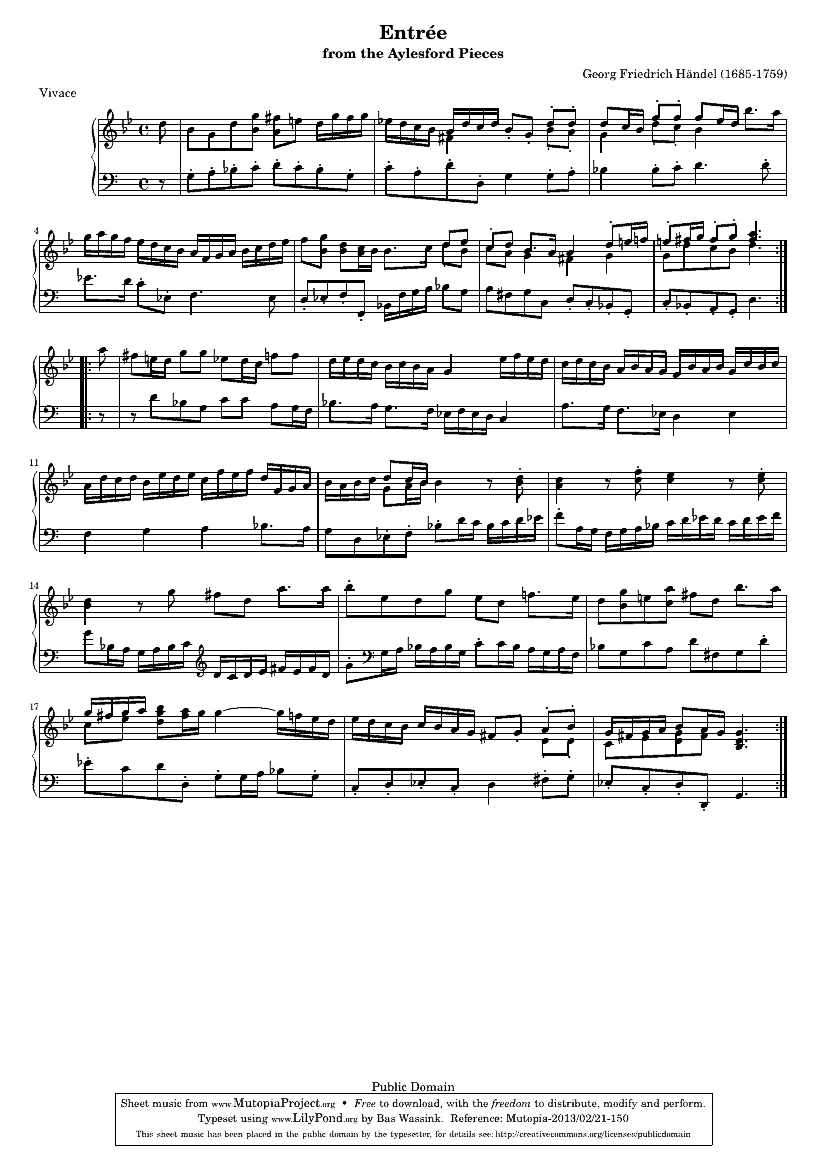 Entrée
from the Aylesford Pieces
Georg Friedrich Händel (1685-1759)
Vivace
4
11
14
17
Public Domain
Sheet music from www.MutopiaProject.org • Free to download, with the freedom to distribute, modify and perform.
Typeset using www.LilyPond.org by Bas Wassink. Reference: Mutopia-2013/02/21-150
This sheet music has been placed in the public domain by the typesetter, for details see: http://creativecommons.org/licenses/publicdomain